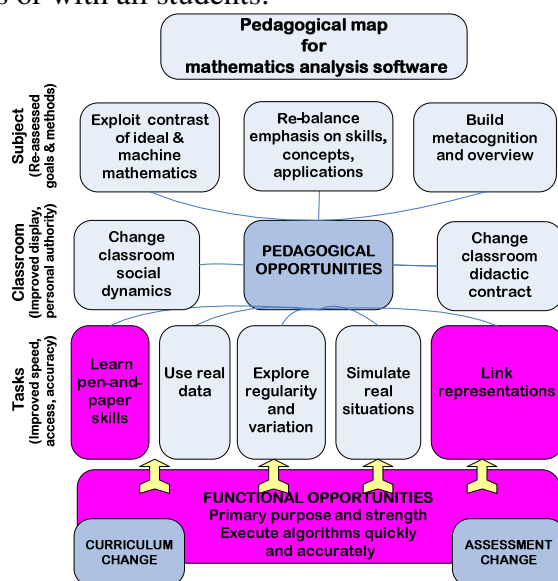 s or with all students.
Pedagogical map
for
mathematics analysis software
Subject
(Re-assessed
goals & methods)
Exploit contrast
of ideal &
machine
mathematics
Re-balance
emphasis on skills,
concepts,
applications
Build
metacognition
and overview
Classroom
(Improved display,
personal authority)
Change
classroom
social
dynamics
PEDAGOGICAL
OPPORTUNITIES
Change
classroom
didactic
contract
Tasks
(Improved speed,
access, accuracy)
Learn
pen-and-
paper
skills
Use real
data
Explore
regularity
and
variation
Simulate
real
situations
Link
representations
FUNCTIONAL OPPORTUNITIES
Primary purpose and strength
Execute algorithms quickly
and accurately
CURRICULUM
CHANGE
ASSESSMENT
CHANGE